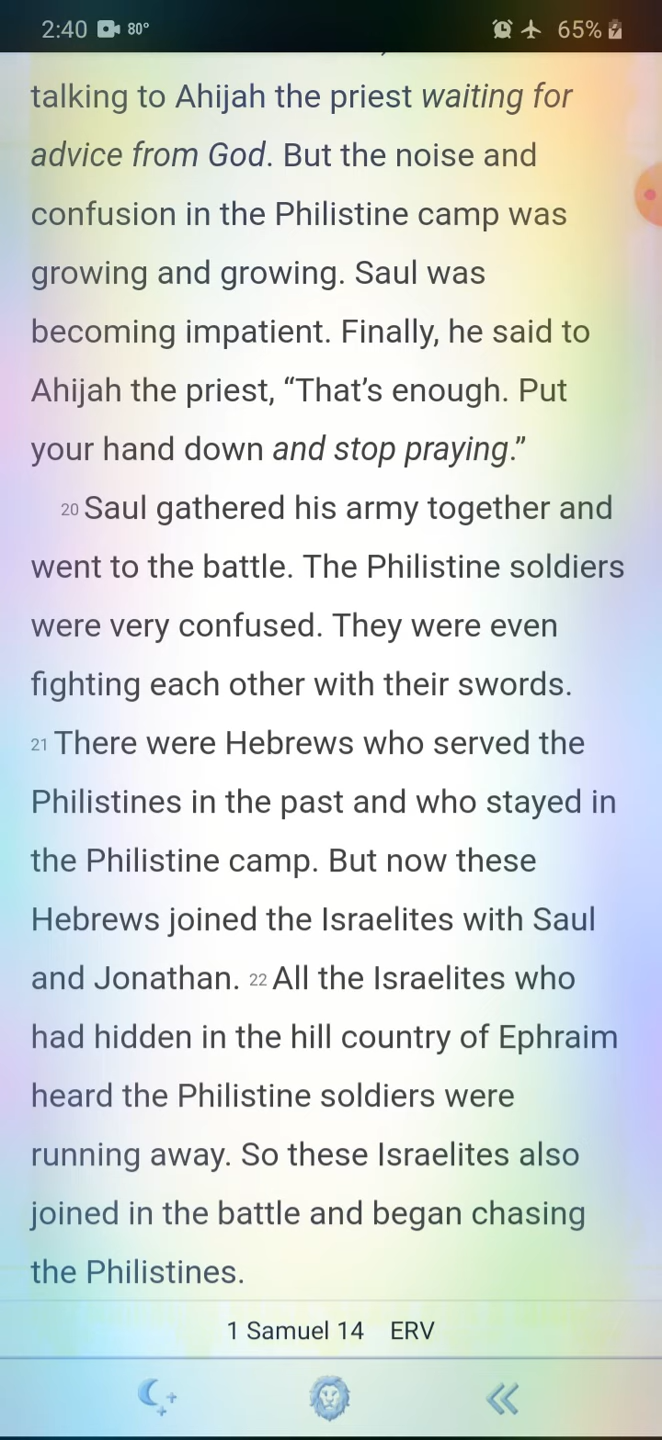 2:40 80° 65%
talking to Ahijah the priest waiting for
advice from God. But the noise and
confusion in the Philistine camp was
growing and growing. Saul was
becoming impatient. Finally, he said to
Ahijah the priest, “That’s enough. Put
your hand down and stop praying.”
20 Saul gathered his army together and
went to the battle. The Philistine soldiers
were very confused. They were even
fighting each other with their swords.
21 There were Hebrews who served the
Philistines in the past and who stayed in
the Philistine camp. But now these
Hebrews joined the Israelites with Saul
and Jonathan. 22 All the Israelites who
had hidden in the hill country of Ephraim
heard the Philistine soldiers were
running away. So these Israelites also
joined in the battle and began chasing
the Philistines.
1 Samuel 14 ERV